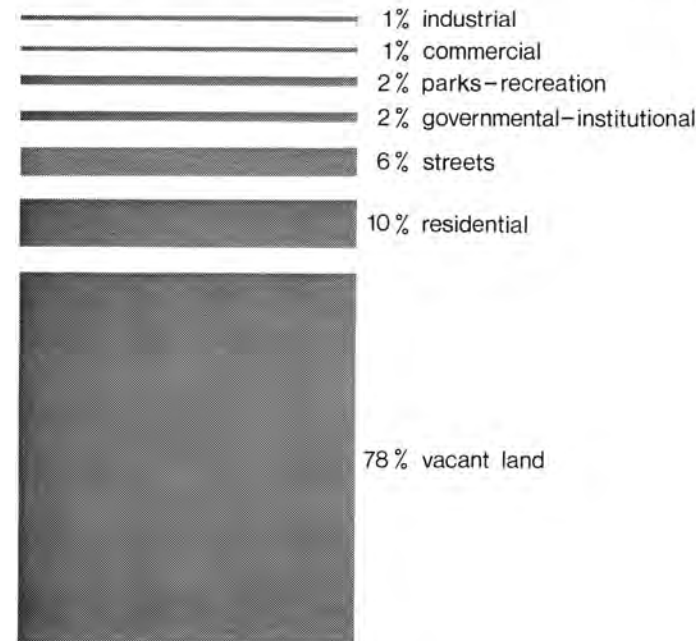 1% industrial
1% commercial
2% parks-recreation
2% governmental-institutional
6% streets
10% residential
78% vacant land